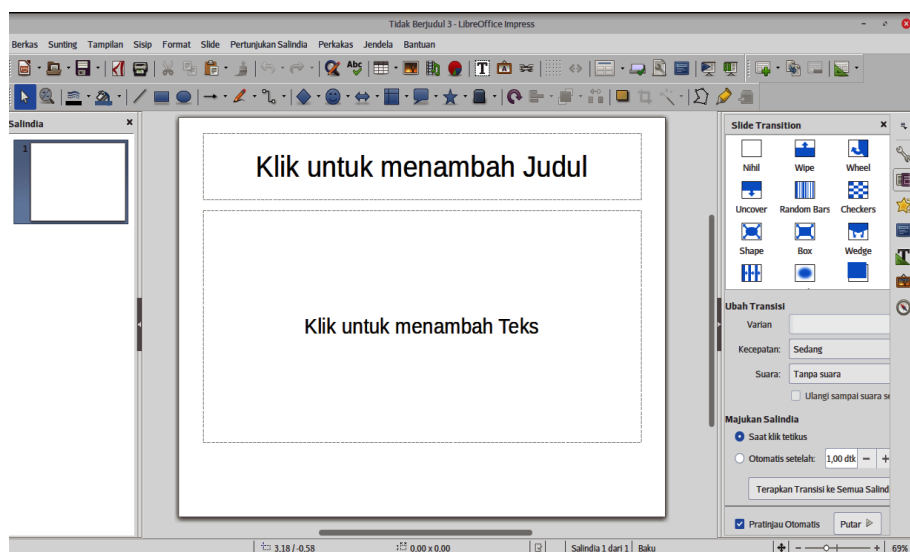 Tidak Berjudul 3 - LibreOffice Impress
Berkas Sunting Tampilan Sisip Format Slide Pertunjukan Salindia Perkakas Jendela Bantuan
Salindia
1
Klik untuk menambah Judul
Klik untuk menambah Teks
Slide Transition
Nihil Wipe Wheel
Uncover Random Bars Checkers
Shape Box Wedge
Ubah Transisi
Varian
Kecepatan: Sedang
Suara: Tanpa suara
Ulangi sampai suara
Majukan Salindia
Saat klik tetikus
Otomatis setelah: 1,00 dtk
Terapkan Transisi ke Semua Salind
Pratinjau Otomatis Putar
3,18 / -0,58 0,00 x 0,00 Salindia 1 dari 1 Baku 69%